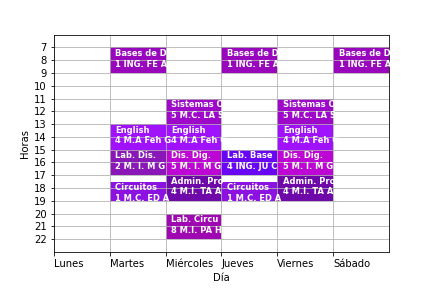 7
8
9
10
11
12
13
14
15
16
17
18
19
20
21
22
Horas
Bases de D
1 ING. FE A
Bases de D
1 ING. FE A
Bases de D
1 ING. FE A
Sistemas O
5 M.C. LA S
Sistemas O
5 M.C. LA S
English
4 M.A Feh G
English
4 M.A Feh G
English
4 M.A Feh G
Lab. Dis.
2 M. I. M G
Dis. Dig.
5 M. I. M G
Lab. Base
4 ING. JU C
Dis. Dig.
5 M. I. M G
Circuitos
1 M.C. ED A
Admin. Pro
4 M.I. TA A
Circuitos
1 M.C. ED A
Admin. Pro
4 M.I. TA A
Lab. Circu
8 M.I. PA H
Lunes
Martes
Miércoles
Jueves
Viernes
Sábado
Día